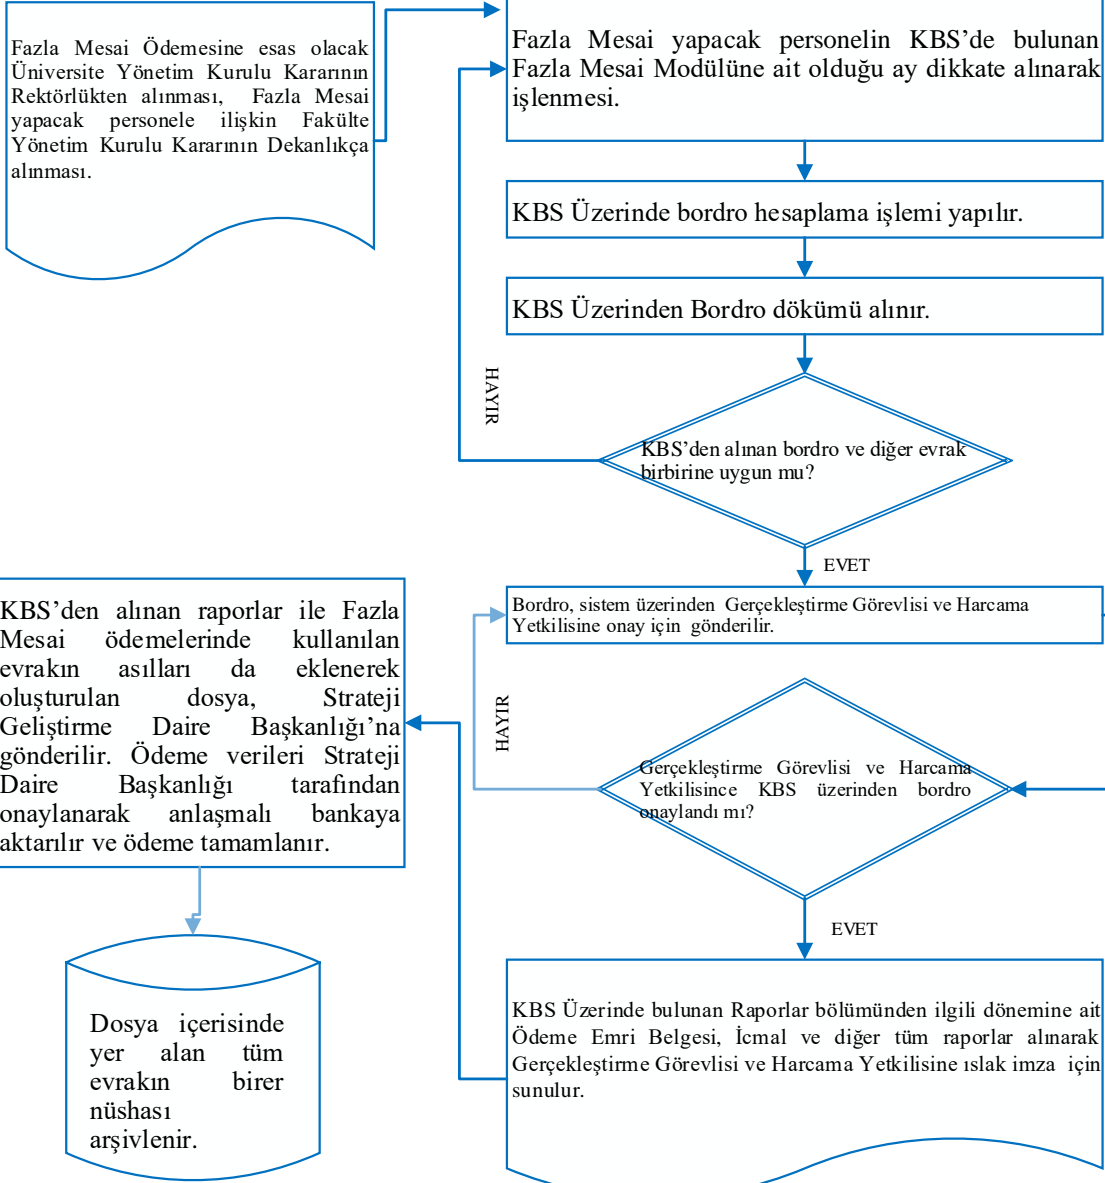 Fazla Mesai Ödemesine esas olacak
Üniversite Yönetim Kurulu Kararının
Rektörlükten alınması, Fazla Mesai
yapacak personele ilişkin Fakülte
Yönetim Kurulu Kararının Dekanlıkça
alınması.
Fazla Mesai yapacak personelin KBS’de bulunan
Fazla Mesai Modülüne ait olduğu ay dikkate alınarak
işlenmesi.
KBS Üzerinde bordro hesaplama işlemi yapılır.
KBS Üzerinden Bordro dökümü alınır.
HAYIR
KBS’den alınan bordro ve diğer evrak
birbirine uygun mu?
EVET
Bordro, sistem üzerinden Gerçekleştirme Görevlisi ve Harcama
Yetkilisine onay için gönderilir.
HAYIR
Gerçekleştirme Görevlisi ve Harcama
Yetkilisince KBS üzerinden bordro
onaylandı mı?
EVET
KBS Üzerinde bulunan Raporlar bölümünden ilgili dönemine ait
Ödeme Emri Belgesi, İcmal ve diğer tüm raporlar alınarak
Gerçekleştirme Görevlisi ve Harcama Yetkilisine ıslak imza için
sunulur.
KBS’den alınan raporlar ile Fazla
Mesai ödemelerinde kullanılan
evrakın asılları da eklenerek
oluşturulan dosya, Strateji
Geliştirme Daire Başkanlığı’na
gönderilir. Ödeme verileri Strateji
Daire Başkanlığı tarafından
onaylanarak anlaşmalı bankaya
aktarılır ve ödeme tamamlanır.
Dosya içerisinde
yer alan tüm
evrakın birer
nüshası
arşivlenir.